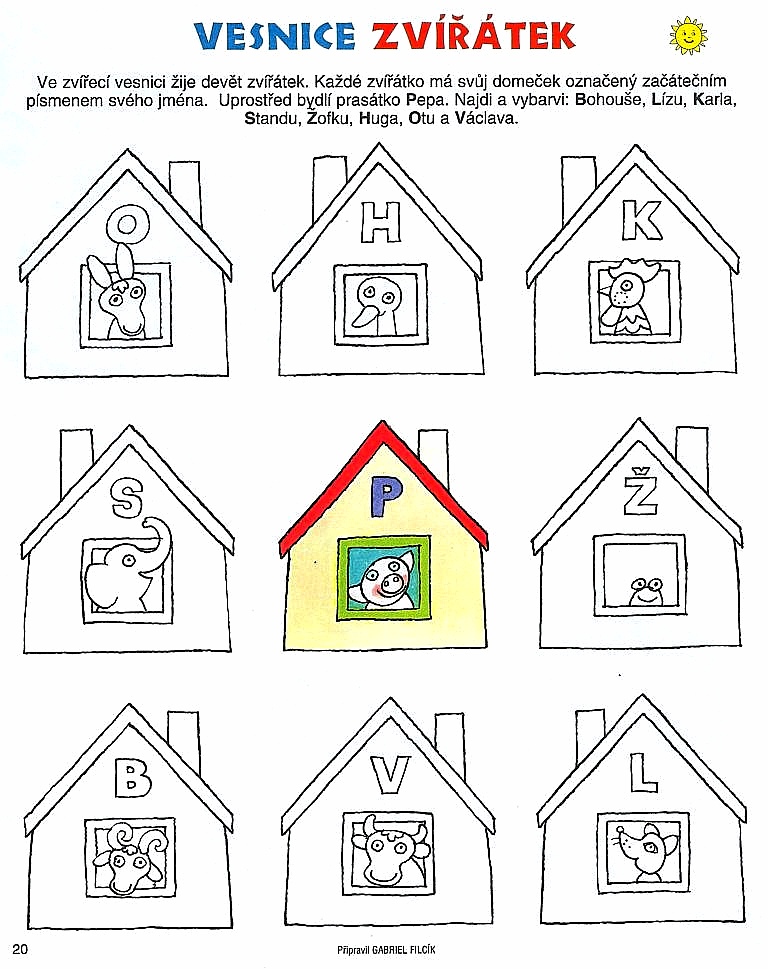 VESNICE ZVÍŘÁTEK
Ve zvířecí vesnici žije devět zvířátek. Každé zvířátko má svůj domeček označený začátečním
písmenem svého jména. Uprostřed bydlí prasátko Pepa. Najdi a vybarvi: Bohouše, Lízu, Karla,
Standu, Žofku, Huga, Otu a Václava.
O H K
S P Ž
B V L
20 Připravil GABRIEL FILCÍK